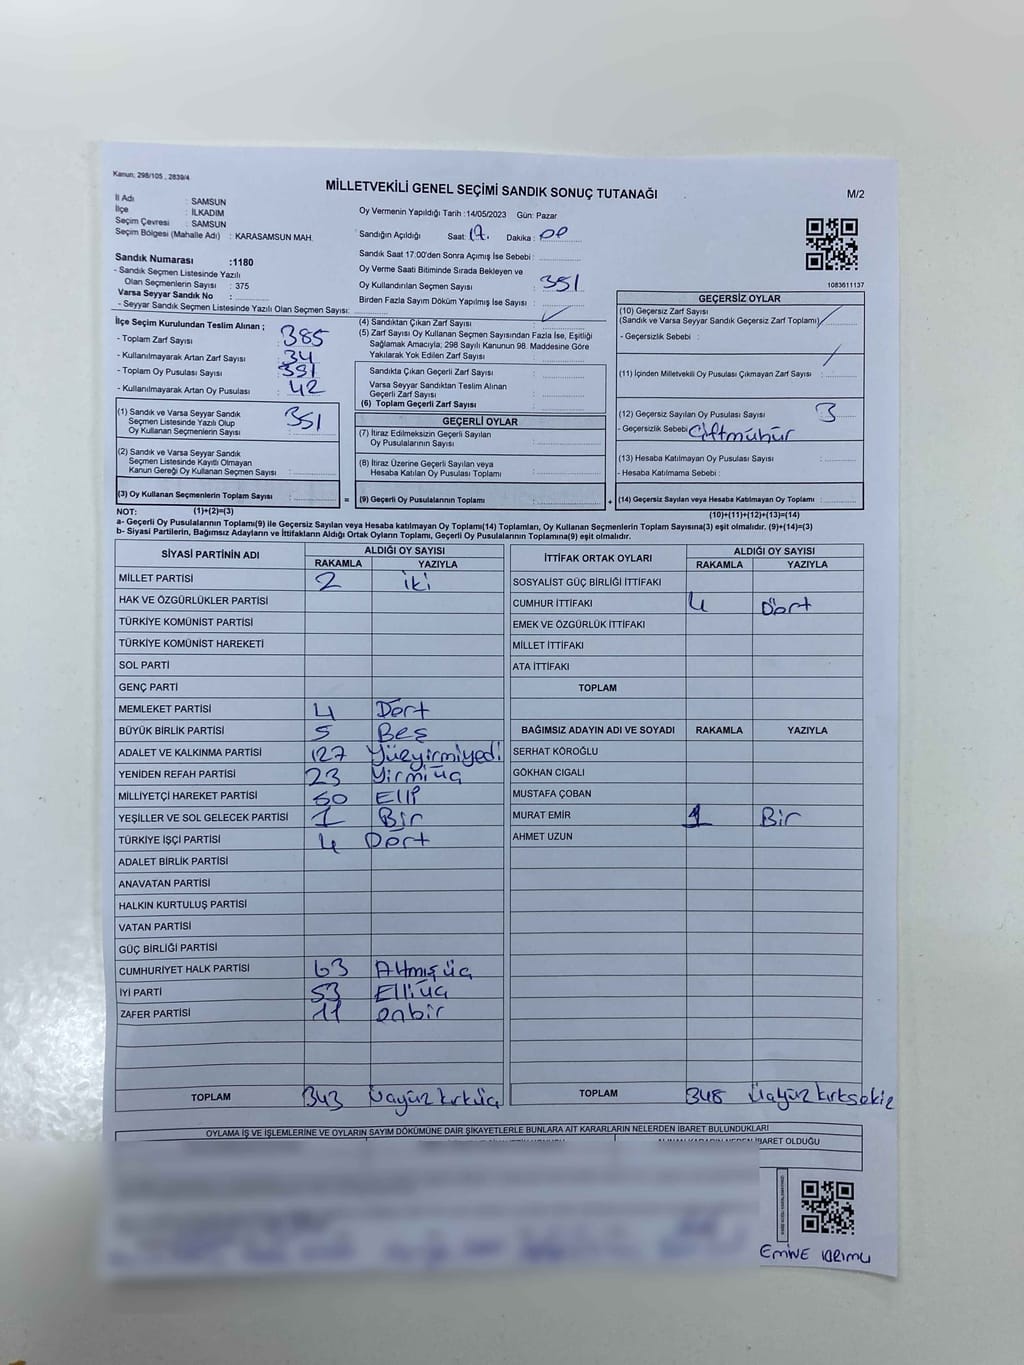 Kanun; 298/105 , 2839/4
MİLLETVEKİLİ GENEL SEÇİMİ SANDIK SONUÇ TUTANAĞI
M/2
İl Adı : SAMSUN
İlçe : İLKADIM
Seçim Çevresi : SAMSUN
Seçim Bölgesi (Mahalle Adı) : KARASAMSUN MAH.
Oy Vermenin Yapıldığı Tarih :14/05/2023 Gün: Pazar
Sandığın Açıldığı Saat: 17. Dakika : 00
Sandık Saat 17:00'den Sonra Açımış İse Sebebi :
Oy Verme Saati Bitiminde Sırada Bekleyen ve
Oy Kullandırılan Seçmen Sayısı : 351
Birden Fazla Sayım Döküm Yapılmış İse Sayısı :
1083611137
Sandık Numarası :1180
- Sandık Seçmen Listesinde Yazılı
Olan Seçmenlerin Sayısı : 375
Varsa Seyyar Sandık No :
- Seyyar Sandık Seçmen Listesinde Yazılı Olan Seçmen Sayısı:
İlçe Seçim Kurulundan Teslim Alınan ;
- Toplam Zarf Sayısı : 385
- Kullanılmayarak Artan Zarf Sayısı : 34
- Toplam Oy Pusulası Sayısı : 391
- Kullanılmayarak Artan Oy Pusulası : 42
(1) Sandık ve Varsa Seyyar Sandık
Seçmen Listesinde Yazılı Olup
Oy Kullanan Seçmenlerin Sayısı : 351
(2) Sandık ve Varsa Seyyar Sandık
Seçmen Listesinde Kayıtlı Olmayan
Kanun Gereği Oy Kullanan Seçmen Sayısı :
(3) Oy Kullanan Seçmenlerin Toplam Sayısı :
(4) Sandıktan Çıkan Zarf Sayısı :
(5) Zarf Sayısı Oy Kullanan Seçmen Sayısından Fazla İse, Eşitliği
Sağlamak Amacıyla; 298 Sayılı Kanunun 98. Maddesine Göre
Yakılarak Yok Edilen Zarf Sayısı :
Sandıkta Çıkan Geçerli Zarf Sayısı :
Varsa Seyyar Sandıktan Teslim Alınan
Geçerli Zarf Sayısı :
(6) Toplam Geçerli Zarf Sayısı :
GEÇERLİ OYLAR
(7) İtiraz Edilmeksizin Geçerli Sayılan
Oy Pusulalarının Sayısı :
(8) İtiraz Üzerine Geçerli Sayılan veya
Hesaba Katılan Oy Pusulası Toplamı :
= (9) Geçerli Oy Pusulalarının Toplamı :
GEÇERSİZ OYLAR
(10) Geçersiz Zarf Sayısı
(Sandık ve Varsa Seyyar Sandık Geçersiz Zarf Toplamı)
- Geçersizlik Sebebi :
(11) İçinden Milletvekili Oy Pusulası Çıkmayan Zarf Sayısı :
(12) Geçersiz Sayılan Oy Pusulası Sayısı : 3
- Geçersizlik Sebebi Çiftmühür
(13) Hesaba Katılmayan Oy Pusulası Sayısı :
- Hesaba Katılmama Sebebi :
+ (14) Geçersiz Sayılan veya Hesaba Katılmayan Oy Toplamı :
NOT: (1)+(2)=(3)
(10)+(11)+(12)+(13)=(14)
a- Geçerli Oy Pusulalarının Toplamı(9) ile Geçersiz Sayılan veya Hesaba katılmayan Oy Toplamı(14) Toplamları, Oy Kullanan Seçmenlerin Toplam Sayısına(3) eşit olmalıdır. (9)+(14)=(3)
b- Siyasi Partilerin, Bağımsız Adayların ve İttifakların Aldığı Ortak Oyların Toplamı, Geçerli Oy Pusulalarının Toplamına(9) eşit olmalıdır.
SİYASİ PARTİNİN ADI ALDIĞI OY SAYISI
RAKAMLA YAZIYLA
MİLLET PARTİSİ 2 iki
HAK VE ÖZGÜRLÜKLER PARTİSİ
TÜRKİYE KOMÜNİST PARTİSİ
TÜRKİYE KOMÜNİST HAREKETİ
SOL PARTİ
GENÇ PARTİ
MEMLEKET PARTİSİ 4 Dört
BÜYÜK BİRLİK PARTİSİ 5 Beş
ADALET VE KALKINMA PARTİSİ 127 Yüzyirmiyedi
YENİDEN REFAH PARTİSİ 23 Yirmiüç
MİLLİYETÇİ HAREKET PARTİSİ 50 Elli
YEŞİLLER VE SOL GELECEK PARTİSİ 1 Bir
TÜRKİYE İŞÇİ PARTİSİ 4 Dört
ADALET BİRLİK PARTİSİ
ANAVATAN PARTİSİ
HALKIN KURTULUŞ PARTİSİ
VATAN PARTİSİ
GÜÇ BİRLİĞİ PARTİSİ
CUMHURİYET HALK PARTİSİ 63 Altmışüç
İYİ PARTİ 53 Elliüç
ZAFER PARTİSİ 11 onbir
TOPLAM 343 Üçyüzkırküç
İTTİFAK ORTAK OYLARI ALDIĞI OY SAYISI
RAKAMLA YAZIYLA
SOSYALİST GÜÇ BİRLİĞİ İTTİFAKI
CUMHUR İTTİFAKI 4 Dört
EMEK VE ÖZGÜRLÜK İTTİFAKI
MİLLET İTTİFAKI
ATA İTTİFAKI
TOPLAM
BAĞIMSIZ ADAYIN ADI VE SOYADI RAKAMLA YAZIYLA
SERHAT KÖROĞLU
GÖKHAN CIGALI
MUSTAFA ÇOBAN
MURAT EMİR 1 Bir
AHMET UZUN
TOPLAM 348 Üçyüzkırksekiz
OYLAMA İŞ VE İŞLEMLERİNE VE OYLARIN SAYIM DÖKÜMÜNE DAİR ŞİKAYETLERLE BUNLARA AİT KARARLARIN NELERDEN İBARET BULUNDUKLARI
ALINAN KARARIN NEDEN İBARET OLDUĞU
EMİNE